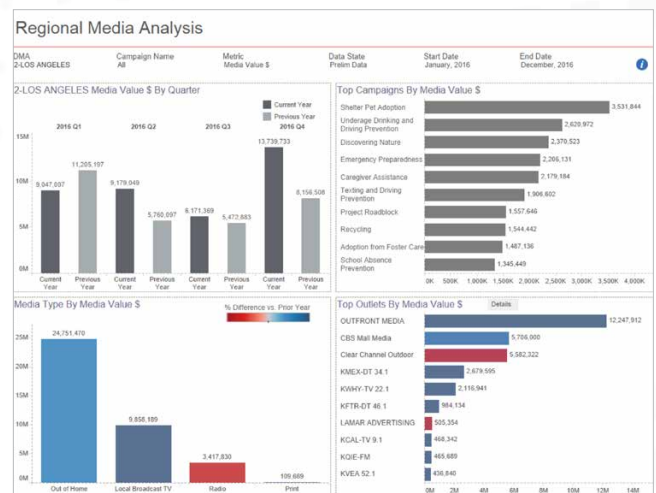 Regional Media Analysis
DMA
2-LOS ANGELES
Campaign Name
All
Metric
Media Value $
Data State
Prelim Data
Start Date
January, 2016
End Date
December, 2016
i
2-LOS ANGELES Media Value $ By Quarter
Current Year
Previous Year
2016 Q1 2016 Q2 2016 Q3 2016 Q4
15M
10M
5M
0M
9,047,697
11,205,197
9,179,049
5,760,697
6,171,369
5,472,883
13,739,733
8,156,508
Current Year
Previous Year
Current Year
Previous Year
Current Year
Previous Year
Current Year
Previous Year
Top Campaigns By Media Value $
Shelter Pet Adoption 3,531,844
Underage Drinking and
Driving Prevention 2,620,972
Discovering Nature 2,370,523
Emergency Preparedness 2,206,131
Caregiver Assistance 2,179,184
Texting and Driving
Prevention 1,906,602
Project Roadblock 1,557,646
Recycling 1,544,442
Adoption from Foster Care 1,487,136
School Absence
Prevention 1,345,449
0K 500K 1,000K 1,500K 2,000K 2,500K 3,000K 3,500K 4,000K
Media Type By Media Value $
% Difference vs. Prior Year
25M
20M
15M
10M
5M
0M
24,751,470
9,858,189
3,417,830
109,689
Out of Home Local Broadcast TV Radio Print
Top Outlets By Media Value $
Details
OUTFRONT MEDIA 12,247,912
CBS Mall Media 5,706,000
Clear Channel Outdoor 5,582,322
KMEX-DT 34.1 2,679,595
KWHY-TV 22.1 2,116,941
KFTR-DT 46.1 984,134
LAMAR ADVERTISING 505,354
KCAL-TV 9.1 468,342
KQIE-FM 465,689
KVEA 52.1 436,840
0M 2M 4M 6M 8M 10M 12M 14M